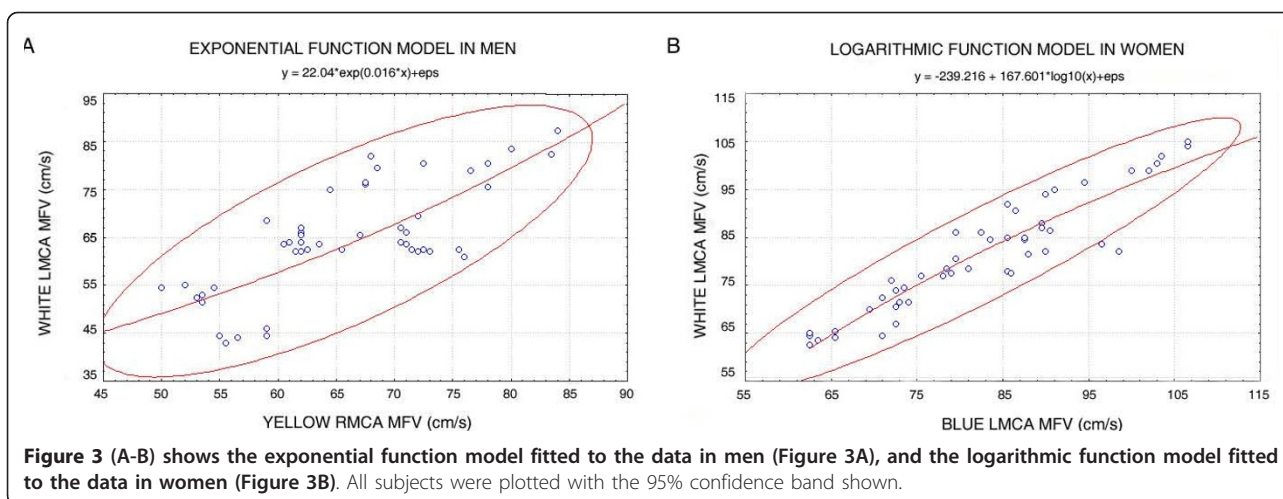 A
EXPONENTIAL FUNCTION MODEL IN MEN
y = 22.04*exp(0.016*x)+eps
WHITE LMCA MFV (cm/s)
95
85
75
65
55
45
35
45 50 55 60 65 70 75 80 85 90
YELLOW RMCA MFV (cm/s)
B
LOGARITHMIC FUNCTION MODEL IN WOMEN
y = -239.216 + 167.601*log10(x)+eps
WHITE LMCA MFV (cm/s)
115
105
95
85
75
65
55
55 65 75 85 95 105 115
BLUE LMCA MFV (cm/s)
Figure 3 (A-B) shows the exponential function model fitted to the data in men (Figure 3A), and the logarithmic function model fitted
to the data in women (Figure 3B). All subjects were plotted with the 95% confidence band shown.